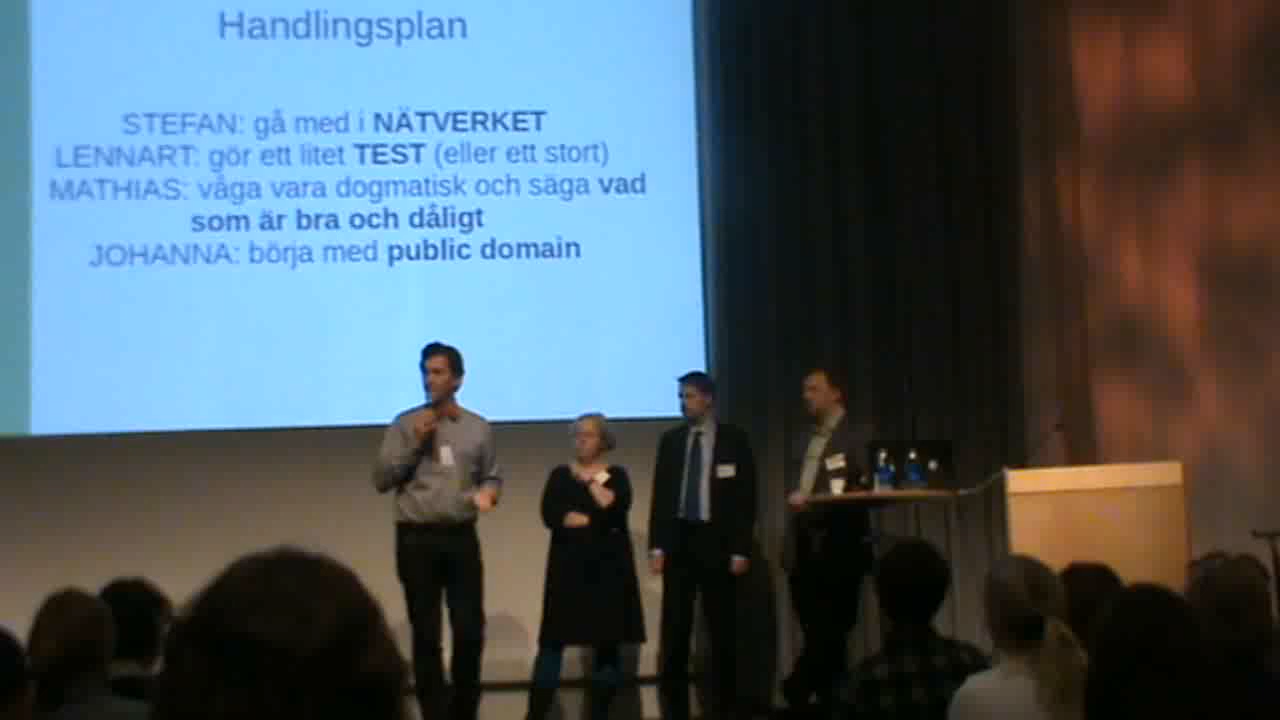 Handlingsplan
STEFAN: gå med i NÄTVERKET
LENNART: gör ett litet TEST (eller ett stort)
MATHIAS: våga vara dogmatisk och säga vad
som är bra och dåligt
JOHANNA: börja med public domain